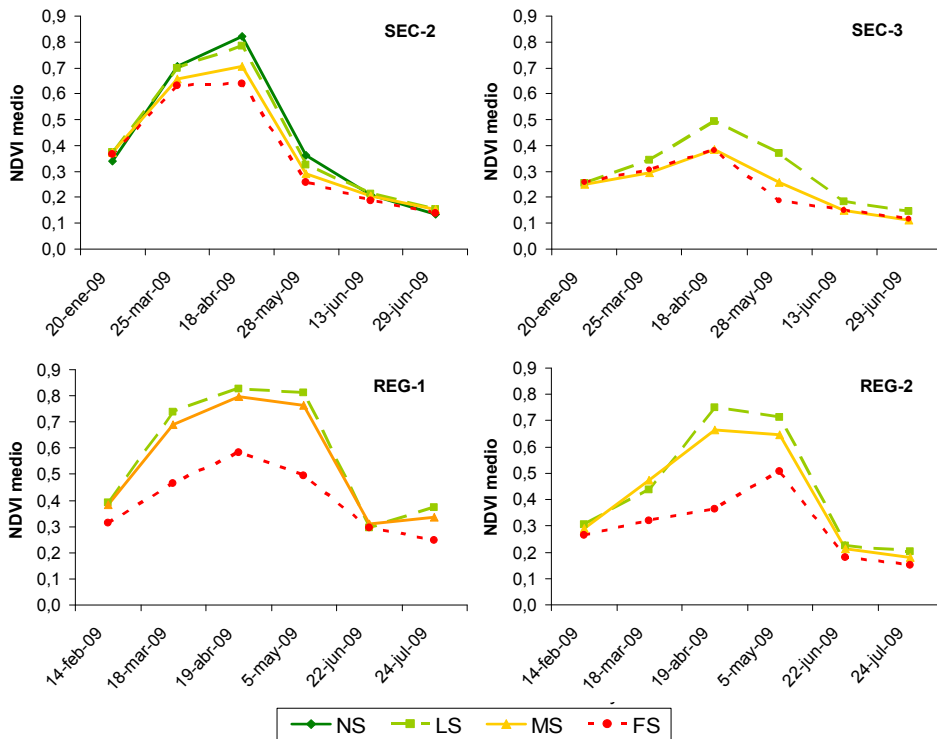 SEC-2
NDVI medio
0,9
0,8
0,7
0,6
0,5
0,4
0,3
0,2
0,1
0,0
20-ene-09
25-mar-09
18-abr-09
28-may-09
13-jun-09
29-jun-09
SEC-3
NDVI medio
0,9
0,8
0,7
0,6
0,5
0,4
0,3
0,2
0,1
0,0
20-ene-09
25-mar-09
18-abr-09
28-may-09
13-jun-09
29-jun-09
REG-1
NDVI medio
0,9
0,8
0,7
0,6
0,5
0,4
0,3
0,2
0,1
0,0
14-feb-09
18-mar-09
19-abr-09
5-may-09
22-jun-09
24-jul-09
REG-2
NDVI medio
0,9
0,8
0,7
0,6
0,5
0,4
0,3
0,2
0,1
0,0
14-feb-09
18-mar-09
19-abr-09
5-may-09
22-jun-09
24-jul-09
NS LS MS FS